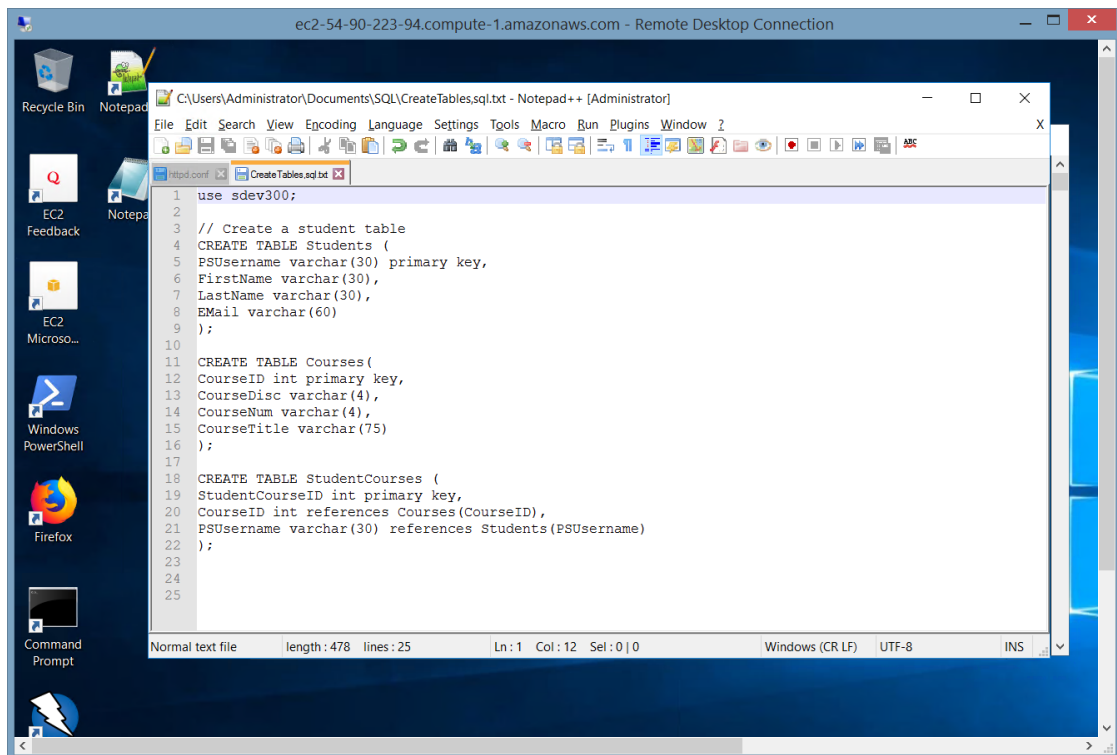 ec2-54-90-223-94.compute-1.amazonaws.com - Remote Desktop Connection
Recycle Bin
Notepad
EC2
Feedback
Notepa
EC2
Microso...
Windows
PowerShell
Firefox
Command
Prompt
C:\Users\Administrator\Documents\SQL\CreateTables,sql.txt - Notepad++ [Administrator]
File Edit Search View Encoding Language Settings Tools Macro Run Plugins Window ? X
httpd.conf CreateTables,sql.txt
1 use sdev300;
2
3 // Create a student table
4 CREATE TABLE Students (
5 PSUsername varchar(30) primary key,
6 FirstName varchar(30),
7 LastName varchar(30),
8 EMail varchar(60)
9 );
10
11 CREATE TABLE Courses(
12 CourseID int primary key,
13 CourseDisc varchar(4),
14 CourseNum varchar(4),
15 CourseTitle varchar(75)
16 );
17
18 CREATE TABLE StudentCourses (
19 StudentCourseID int primary key,
20 CourseID int references Courses(CourseID),
21 PSUsername varchar(30) references Students(PSUsername)
22 );
23
24
25
Normal text file length : 478 lines : 25 Ln : 1 Col : 12 Sel : 0 | 0 Windows (CR LF) UTF-8 INS